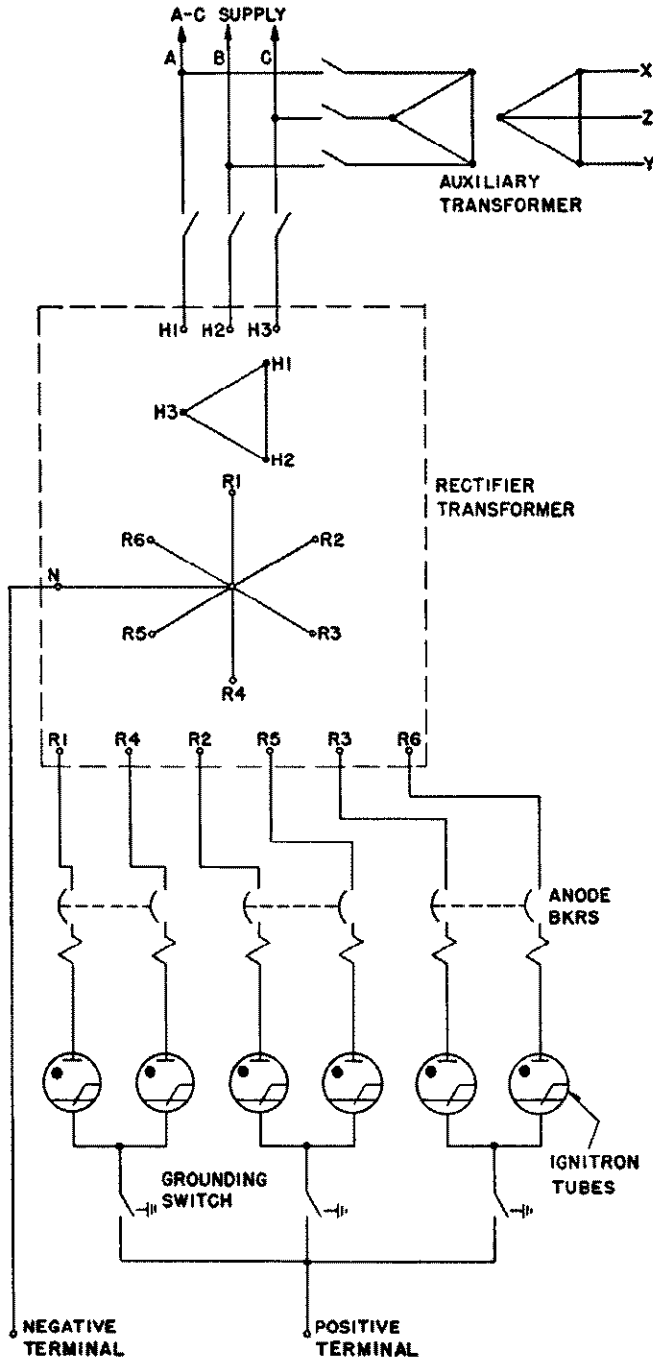 A-C SUPPLY
A B C
X
Z
Y
AUXILIARY
TRANSFORMER
H1 H2 H3
H1
H3
H2
R1
RECTIFIER
TRANSFORMER
R6 R2
N
R5 R3
R4
R1 R4 R2 R5 R3 R6
ANODE
BKRS
IGNITRON
TUBES
GROUNDING
SWITCH
NEGATIVE
TERMINAL
POSITIVE
TERMINAL